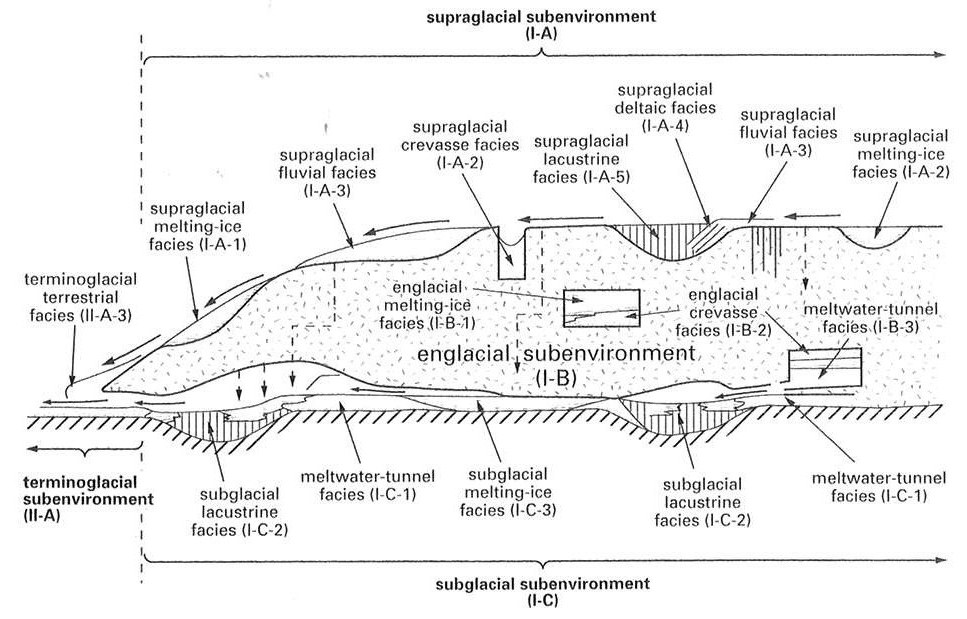 supraglacial subenvironment
(I-A)
supraglacial
deltaic facies
(I-A-4)
supraglacial
fluvial facies
(I-A-3)
supraglacial
crevasse facies
(I-A-2)
supraglacial
lacustrine
facies (I-A-5)
supraglacial
melting-ice
facies (I-A-2)
supraglacial
fluvial facies
(I-A-3)
supraglacial
melting-ice
facies (I-A-1)
terminoglacial
terrestrial
facies (II-A-3)
englacial
melting-ice
facies (I-B-1)
englacial
crevasse
facies (I-B-2)
meltwater-tunnel
facies (I-B-3)
englacial subenvironment
(I-B)
terminoglacial
subenvironment
(II-A)
subglacial
lacustrine
facies (I-C-2)
meltwater-tunnel
facies (I-C-1)
subglacial
melting-ice
facies (I-C-3)
subglacial
lacustrine
facies (I-C-2)
meltwater-tunnel
facies (I-C-1)
subglacial subenvironment
(I-C)